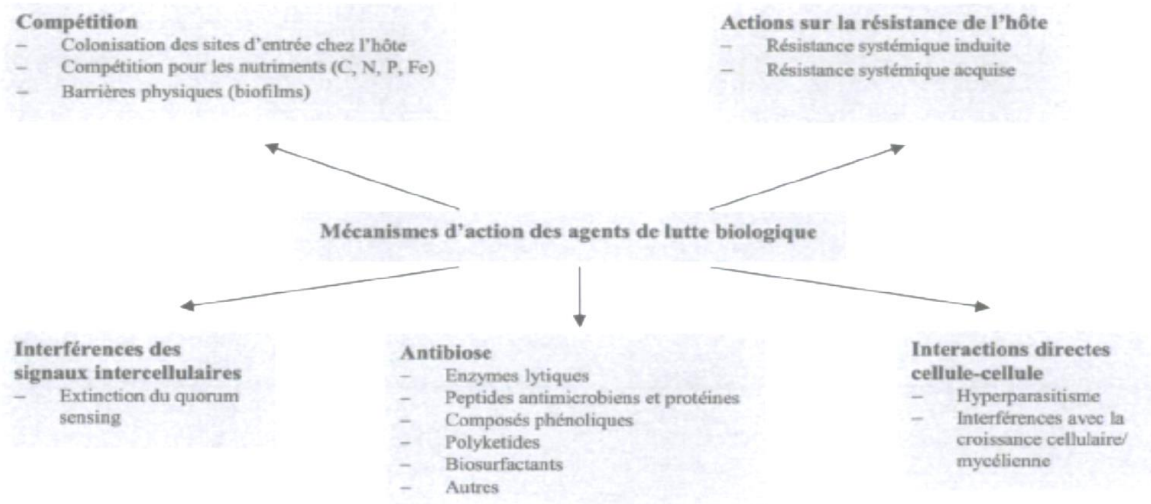 Compétition
– Colonisation des sites d'entrée chez l'hôte
– Compétition pour les nutriments (C, N, P, Fe)
– Barrières physiques (biofilms)
Actions sur la résistance de l'hôte
– Résistance systémique induite
– Résistance systémique acquise
Mécanismes d'action des agents de lutte biologique
Interférences des
signaux intercellulaires
– Extinction du quorum
sensing
Antibiose
– Enzymes lytiques
– Peptides antimicrobiens et protéines
– Composés phénoliques
– Polyketides
– Biosurfactants
– Autres
Interactions directes
cellule-cellule
– Hyperparasitisme
– Interférences avec la
croissance cellulaire/
mycélienne